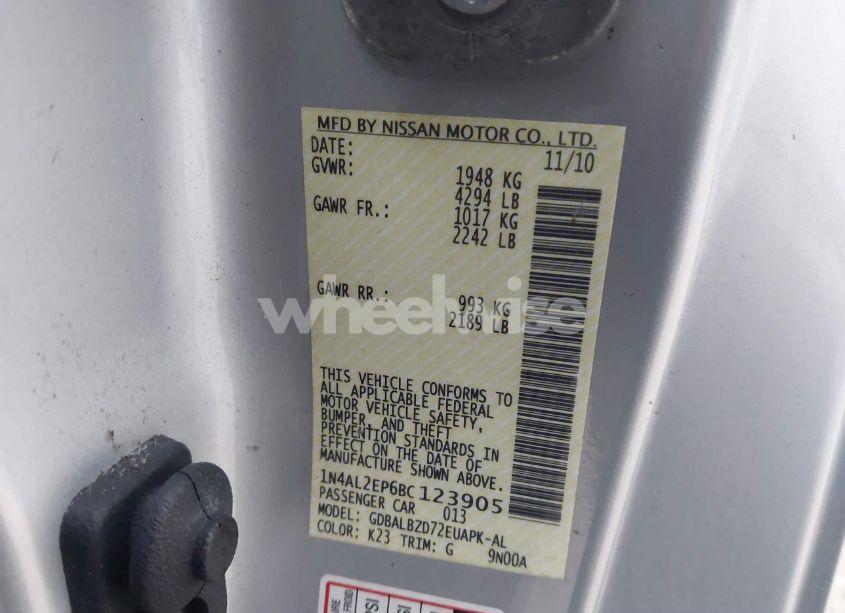 MFD BY NISSAN MOTOR CO., LTD.
DATE: 11/10
GVWR: 1948 KG
4294 LB
GAWR FR.: 1017 KG
2242 LB
GAWR RR.: 993 KG
2189 LB
wheelwise
THIS VEHICLE CONFORMS TO
ALL APPLICABLE FEDERAL
MOTOR VEHICLE SAFETY,
BUMPER, AND THEFT
PREVENTION STANDARDS IN
EFFECT ON THE DATE OF
MANUFACTURE SHOWN ABOVE.
1N4AL2EP6BC123905
PASSENGER CAR 013
MODEL: GDBALBZD72EUAPK-AL
COLOR: K23 TRIM: G 9N00A